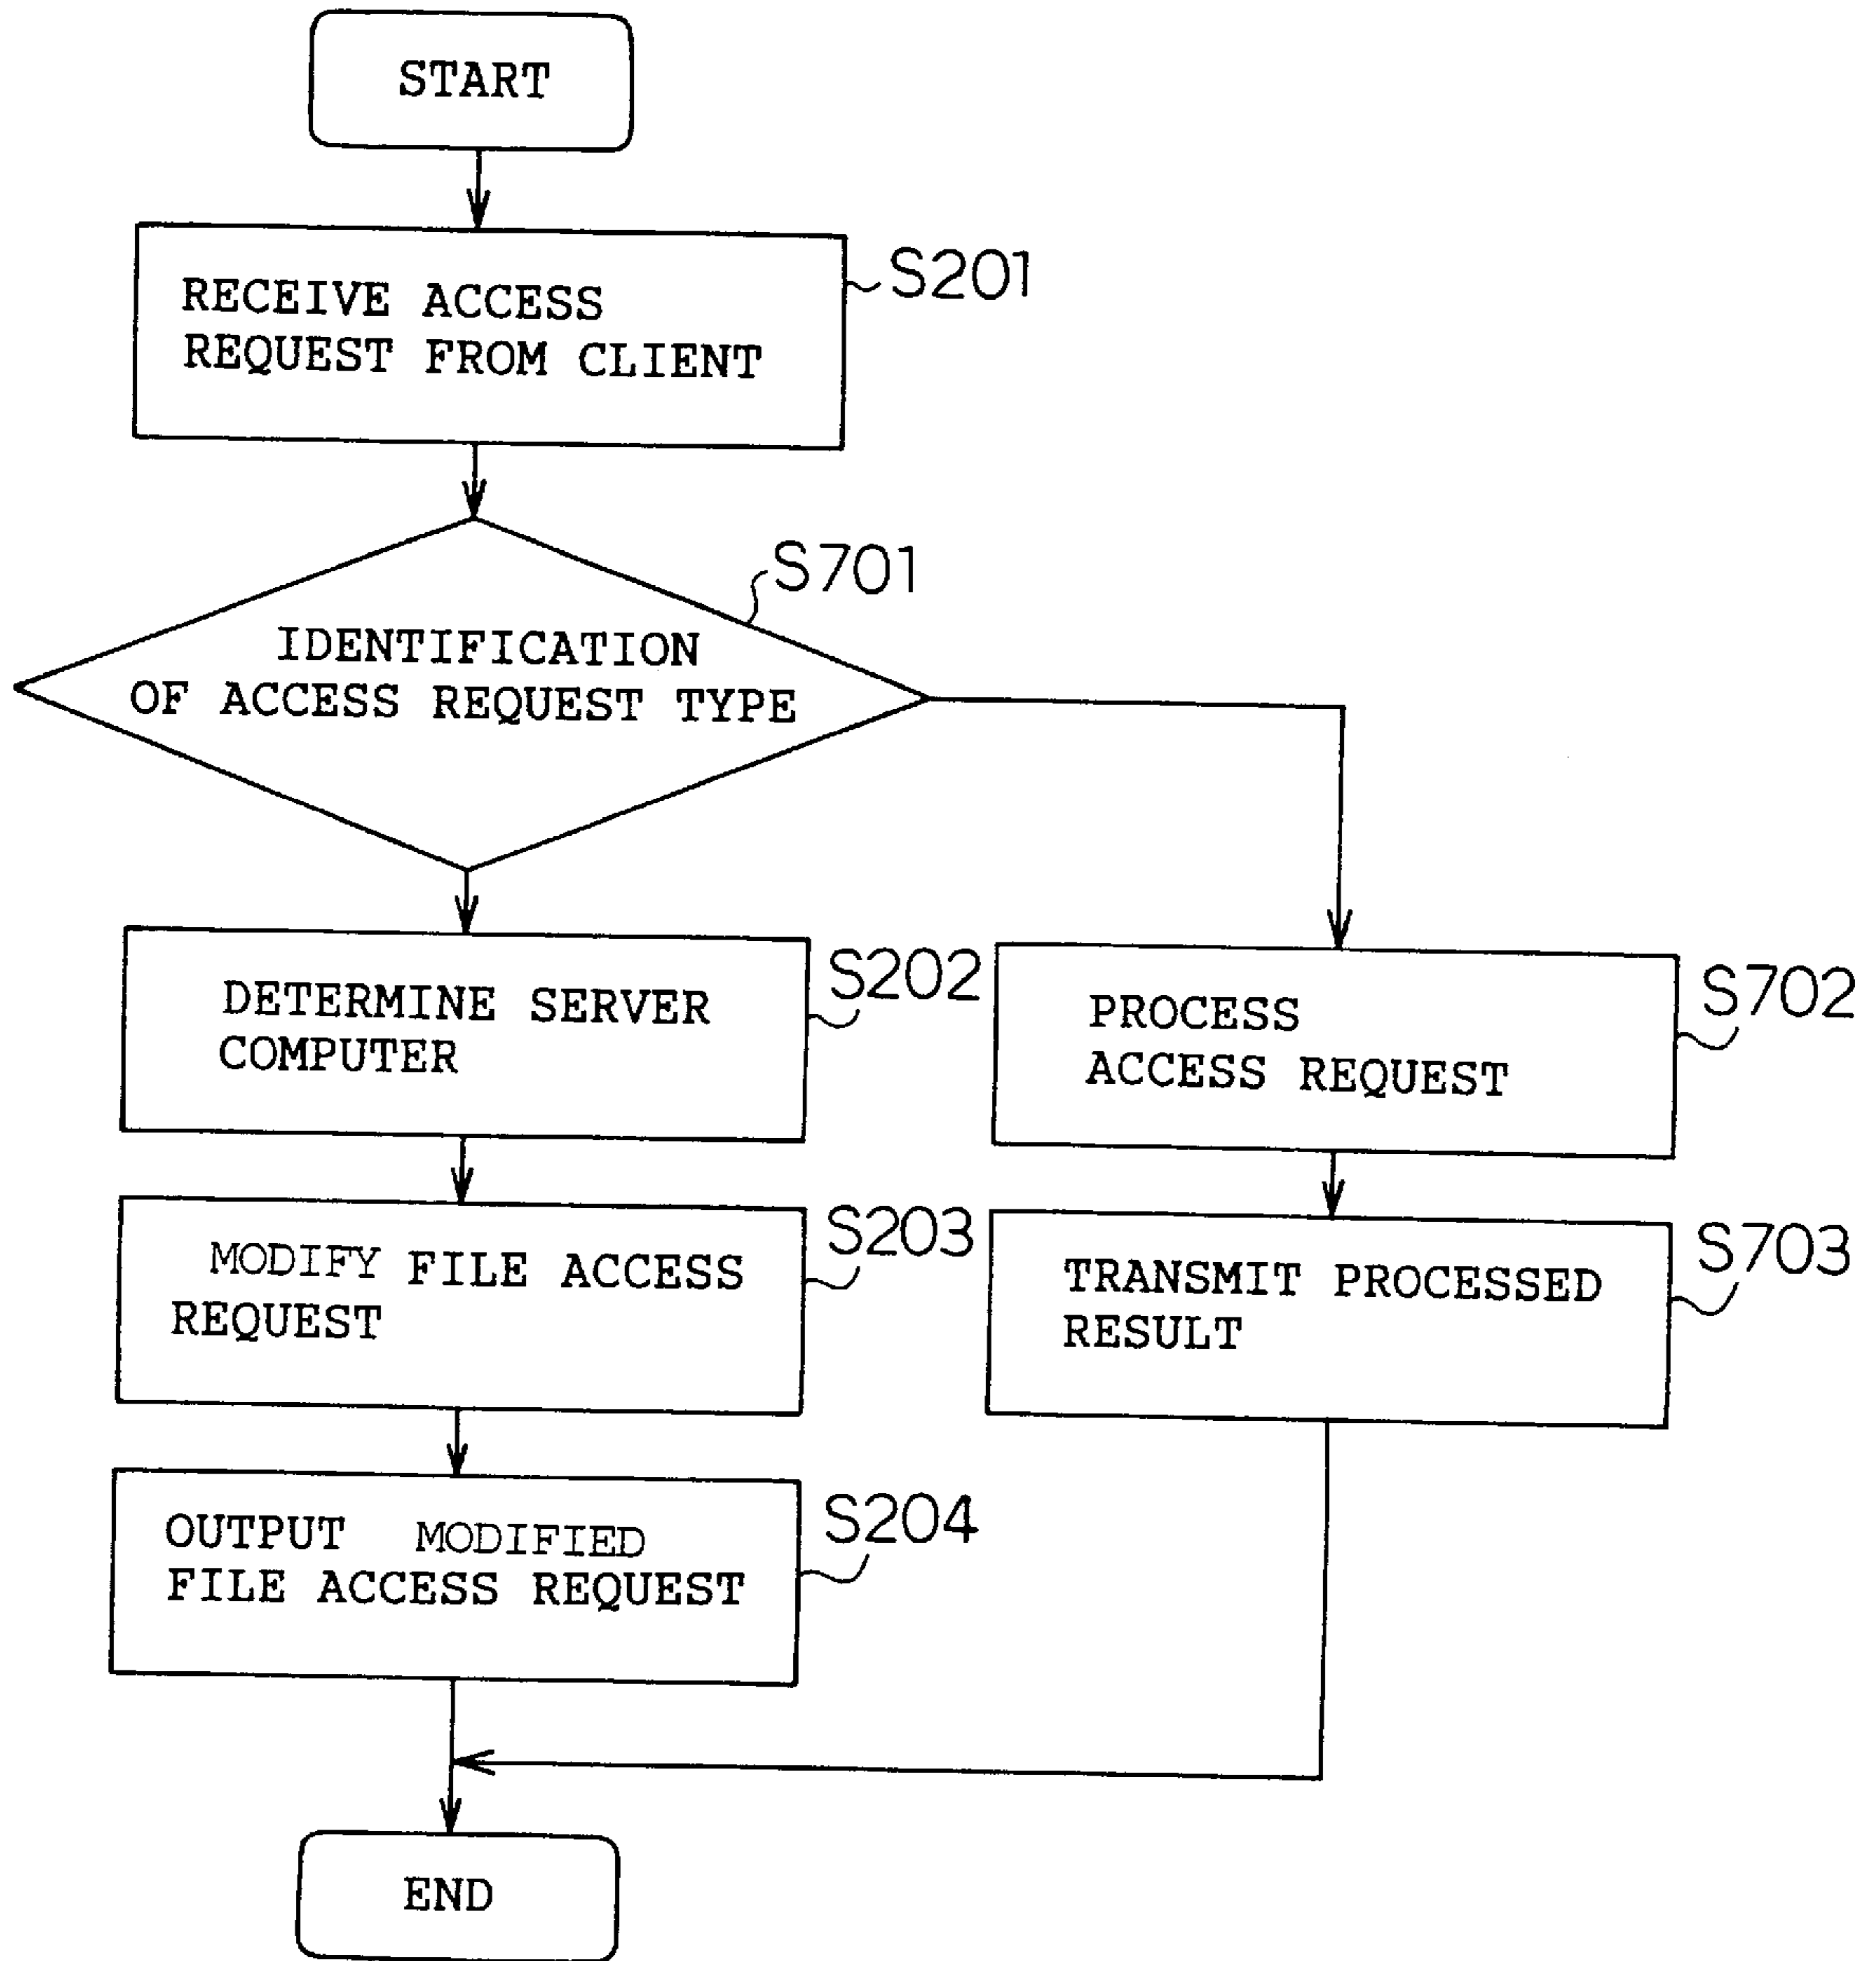 START
RECEIVE ACCESS
REQUEST FROM CLIENT
S201
IDENTIFICATION
OF ACCESS REQUEST TYPE
S701
DETERMINE SERVER
COMPUTER
S202
PROCESS
ACCESS REQUEST
S702
MODIFY FILE ACCESS
REQUEST
S203
TRANSMIT PROCESSED
RESULT
S703
OUTPUT MODIFIED
FILE ACCESS REQUEST
S204
END